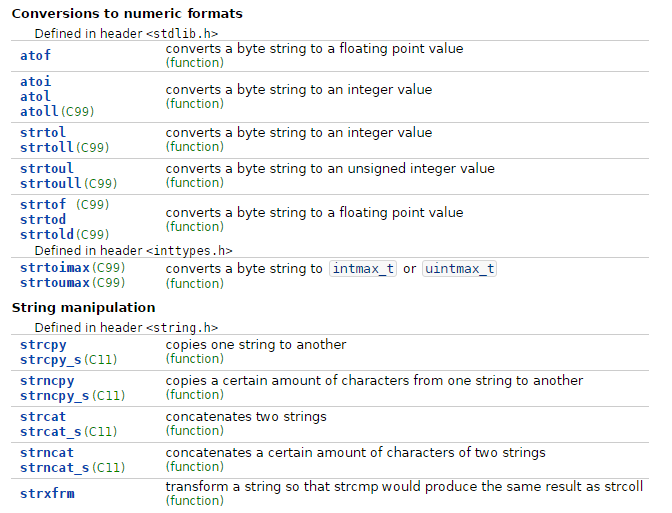 Conversions to numeric formats
Defined in header <stdlib.h>
atof converts a byte string to a floating point value
(function)
atoi
atol
atoll (C99)
converts a byte string to an integer value
(function)
strtol
strtoll (C99)
converts a byte string to an integer value
(function)
strtoul
strtoull (C99)
converts a byte string to an unsigned integer value
(function)
strtof (C99)
strtod
strtold (C99)
converts a byte string to a floating point value
(function)
Defined in header <inttypes.h>
strtoimax (C99)
strtoumax (C99)
converts a byte string to intmax_t or uintmax_t
(function)
String manipulation
Defined in header <string.h>
strcpy
strcpy_s (C11)
copies one string to another
(function)
strncpy
strncpy_s (C11)
copies a certain amount of characters from one string to another
(function)
strcat
strcat_s (C11)
concatenates two strings
(function)
strncat
strncat_s (C11)
concatenates a certain amount of characters of two strings
(function)
strxfrm
transform a string so that strcmp would produce the same result as strcoll
(function)